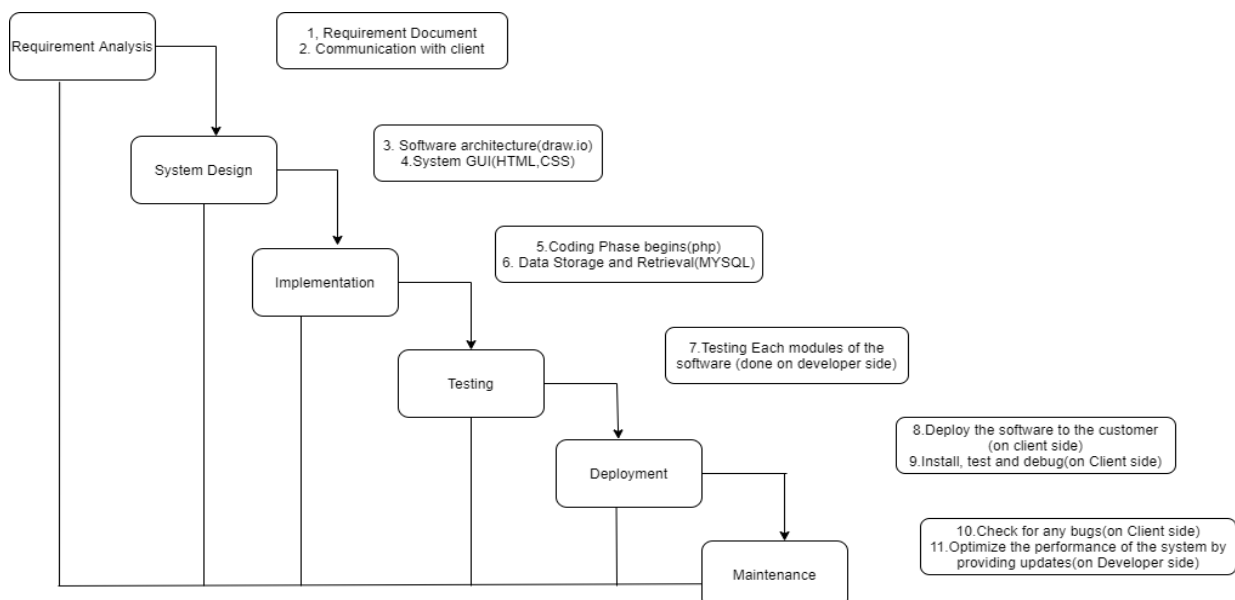 Requirement Analysis
1, Requirement Document
2. Communication with client
System Design
3. Software architecture(draw.io)
4.System GUI(HTML,CSS)
Implementation
5.Coding Phase begins(php)
6. Data Storage and Retrieval(MYSQL)
Testing
7.Testing Each modules of the
software (done on developer side)
Deployment
8.Deploy the software to the customer
(on client side)
9.Install, test and debug(on Client side)
Maintenance
10.Check for any bugs(on Client side)
11.Optimize the performance of the system by
providing updates(on Developer side)